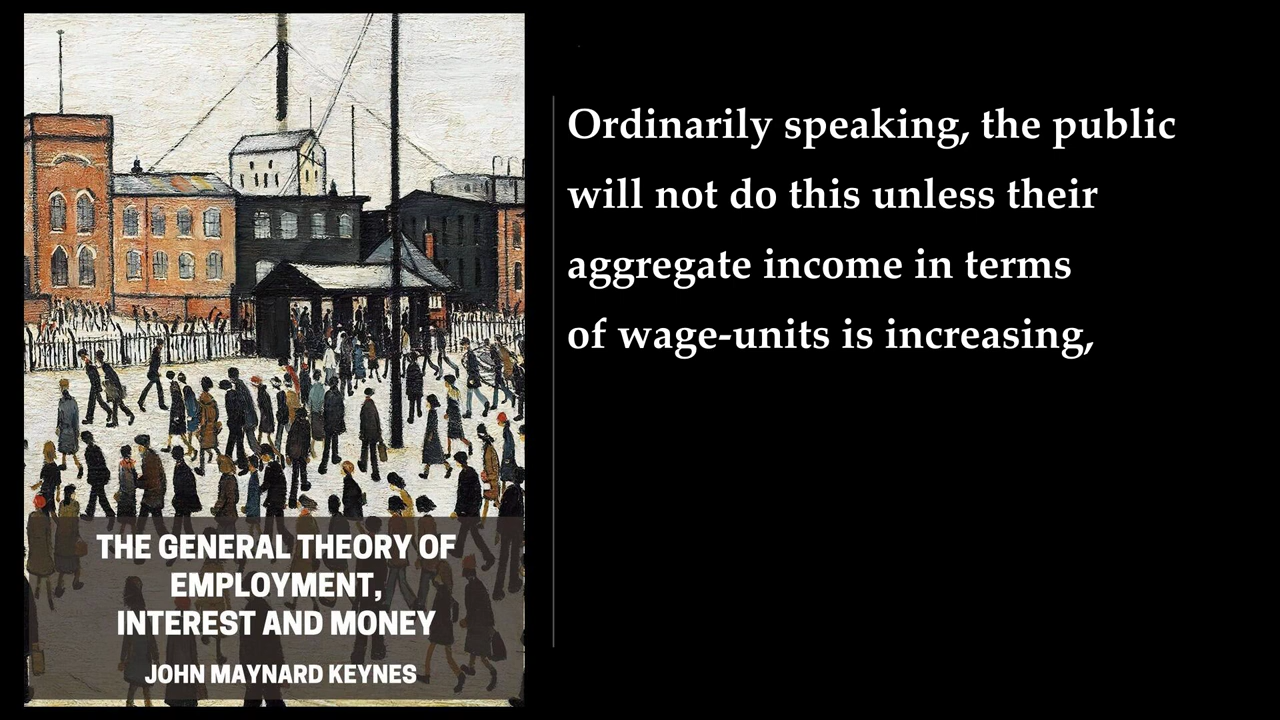 THE GENERAL THEORY OF
EMPLOYMENT,
INTEREST AND MONEY
JOHN MAYNARD KEYNES
Ordinarily speaking, the public
will not do this unless their
aggregate income in terms
of wage-units is increasing,